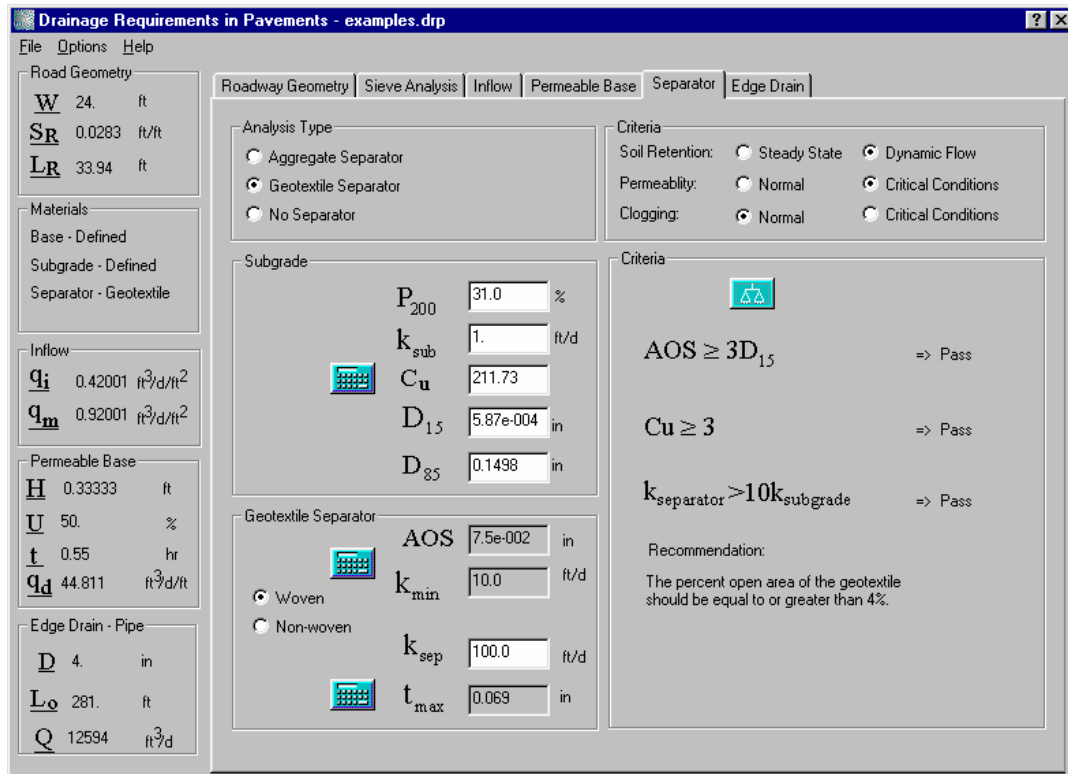 Drainage Requirements in Pavements - examples.drp
File Options Help
Road Geometry
W 24. ft
SR 0.0283 ft/ft
LR 33.94 ft
Materials
Base - Defined
Subgrade - Defined
Separator - Geotextile
Inflow
qi 0.42001 ft3/d/ft2
qm 0.92001 ft3/d/ft2
Permeable Base
H 0.33333 ft
U 50. %
t 0.55 hr
qd 44.811 ft3/d/ft
Edge Drain - Pipe
D 4. in
Lo 281. ft
Q 12594 ft3/d
Roadway Geometry Sieve Analysis Inflow Permeable Base Separator Edge Drain
Analysis Type
Aggregate Separator
Geotextile Separator
No Separator
Criteria
Soil Retention: Steady State Dynamic Flow
Permeablity: Normal Critical Conditions
Clogging: Normal Critical Conditions
Subgrade
P200 31.0 %
ksub 1. ft/d
Cu 211.73
D15 5.87e-004 in
D85 0.1498 in
Geotextile Separator
AOS 7.5e-002 in
kmin 10.0 ft/d
Woven
Non-woven
ksep 100.0 ft/d
tmax 0.069 in
Criteria
AOS ≥ 3D15 => Pass
Cu ≥ 3 => Pass
kseparator >10ksubgrade => Pass
Recommendation:
The percent open area of the geotextile
should be equal to or greater than 4%.